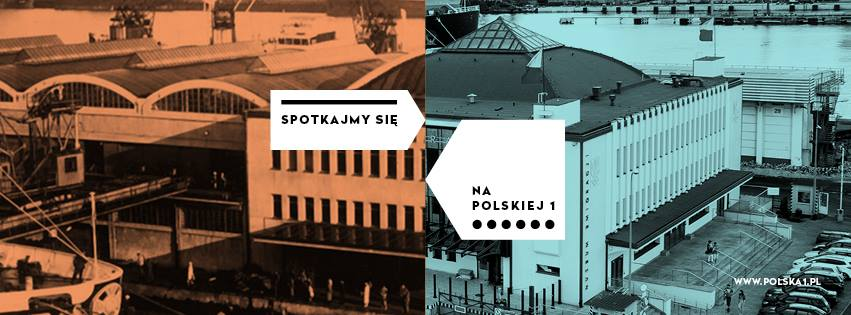 SPOTKAJMY SIĘ
NA
POLSKIEJ 1
WWW.POLSKA1.PL